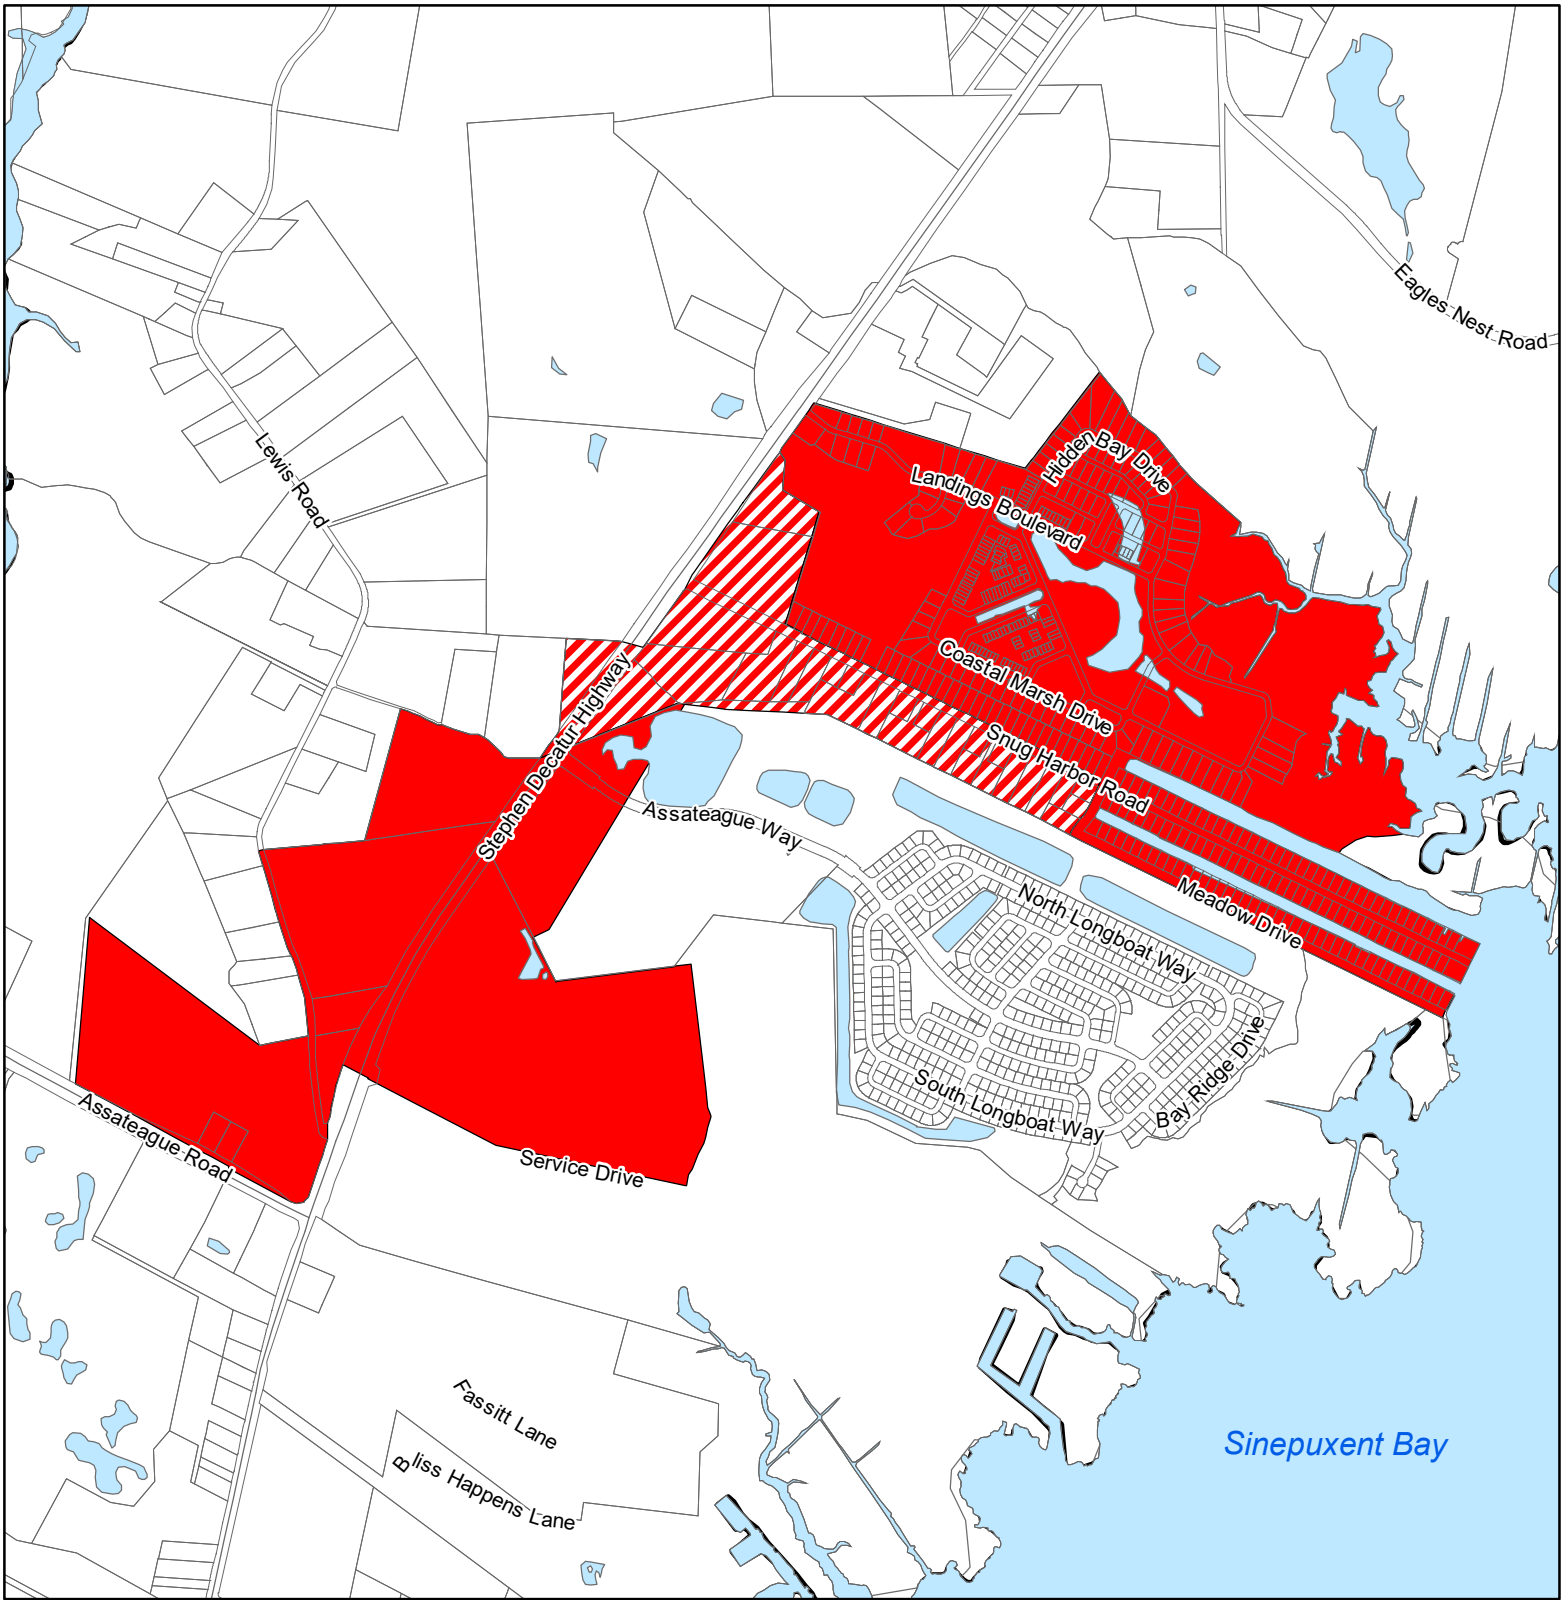 Eagles Nest Road
Lewis Road
Hidden Bay Drive
Landings Boulevard
Coastal Marsh Drive
Stephen Decatur Highway
Snug Harbor Road
Assateague Way
North Longboat Way
Meadow Drive
South Longboat Way
Bay Ridge Drive
Assateague Road
Service Drive
Fassitt Lane
Bliss Happens Lane
Sinepuxent Bay